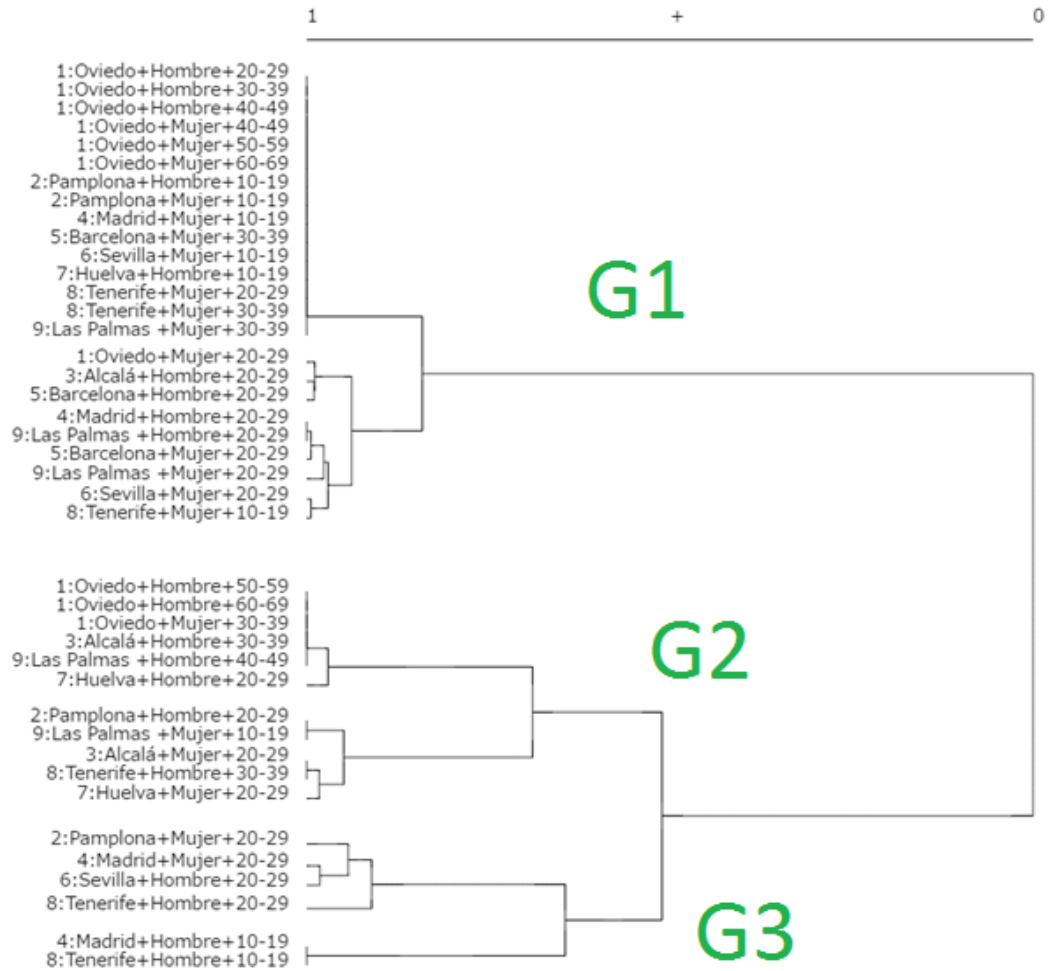 1 + 0
1:Oviedo+Hombre+20-29
1:Oviedo+Hombre+30-39
1:Oviedo+Hombre+40-49
1:Oviedo+Mujer+40-49
1:Oviedo+Mujer+50-59
1:Oviedo+Mujer+60-69
2:Pamplona+Hombre+10-19
2:Pamplona+Mujer+10-19
4:Madrid+Mujer+10-19
5:Barcelona+Mujer+30-39
6:Sevilla+Mujer+10-19
7:Huelva+Hombre+10-19
8:Tenerife+Mujer+20-29
8:Tenerife+Mujer+30-39
9:Las Palmas +Mujer+30-39
G1
1:Oviedo+Mujer+20-29
3:Alcalá+Hombre+20-29
5:Barcelona+Hombre+20-29
4:Madrid+Hombre+20-29
9:Las Palmas +Hombre+20-29
5:Barcelona+Mujer+20-29
9:Las Palmas +Mujer+20-29
6:Sevilla+Mujer+20-29
8:Tenerife+Mujer+10-19
1:Oviedo+Hombre+50-59
1:Oviedo+Hombre+60-69
1:Oviedo+Mujer+30-39
3:Alcalá+Hombre+30-39
9:Las Palmas +Hombre+40-49
7:Huelva+Hombre+20-29
G2
2:Pamplona+Hombre+20-29
9:Las Palmas +Mujer+10-19
3:Alcalá+Mujer+20-29
8:Tenerife+Hombre+30-39
7:Huelva+Mujer+20-29
2:Pamplona+Mujer+20-29
4:Madrid+Mujer+20-29
6:Sevilla+Hombre+20-29
8:Tenerife+Hombre+20-29
G3
4:Madrid+Hombre+10-19
8:Tenerife+Hombre+10-19